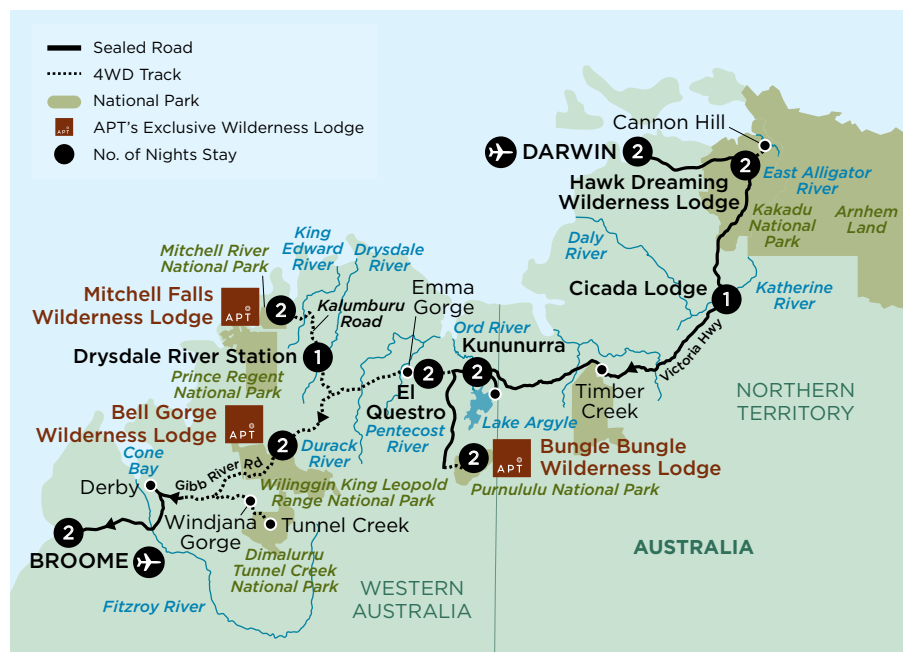 Sealed Road
4WD Track
National Park
APT
APT's Exclusive Wilderness Lodge
No. of Nights Stay
Cannon Hill
DARWIN
2
2
Hawk Dreaming
Wilderness Lodge
East Alligator
River
Kakadu
National
Park
Arnhem
Land
King
Edward
River
Drysdale
River
Mitchell River
National Park
Daly
River
Mitchell Falls
Wilderness Lodge
APT
2
Kalumburu
Road
Emma
Gorge
Cicada Lodge
1
Katherine
River
Ord River
Kununurra
2
Victoria Hwy
Drysdale River Station
1
Prince Regent
National Park
2
El
Questro
Pentecost
River
Timber
Creek
NORTHERN
TERRITORY
Lake Argyle
Bell Gorge
Wilderness Lodge
APT
2
Durack
River
2
APT
Bungle Bungle
Wilderness Lodge
Purnululu National Park
Cone
Bay
Derby
Gibb River Rd
Wilinggin King Leopold
Range National Park
Windjana
Gorge
Tunnel Creek
2
BROOME
Dimalurru
Tunnel Creek
National Park
AUSTRALIA
WESTERN
AUSTRALIA
Fitzroy River